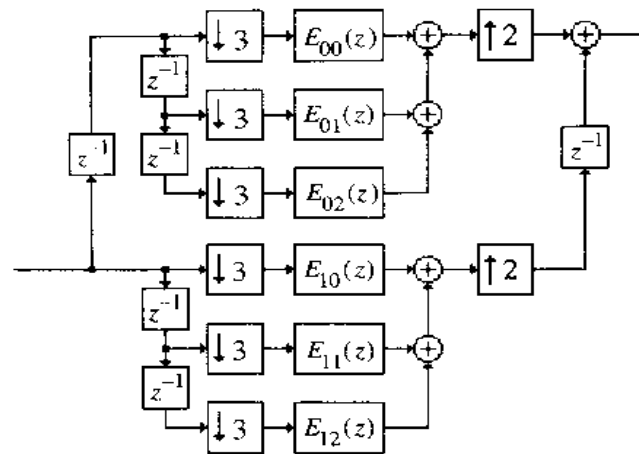 ↓ 3 E₀₀(z) + ↑ 2 +
z⁻¹
↓ 3 E₀₁(z) +
z⁻¹ z⁻¹ z⁻¹
↓ 3 E₀₂(z)
↓ 3 E₁₀(z) + ↑ 2
z⁻¹
↓ 3 E₁₁(z) +
z⁻¹
↓ 3 E₁₂(z)